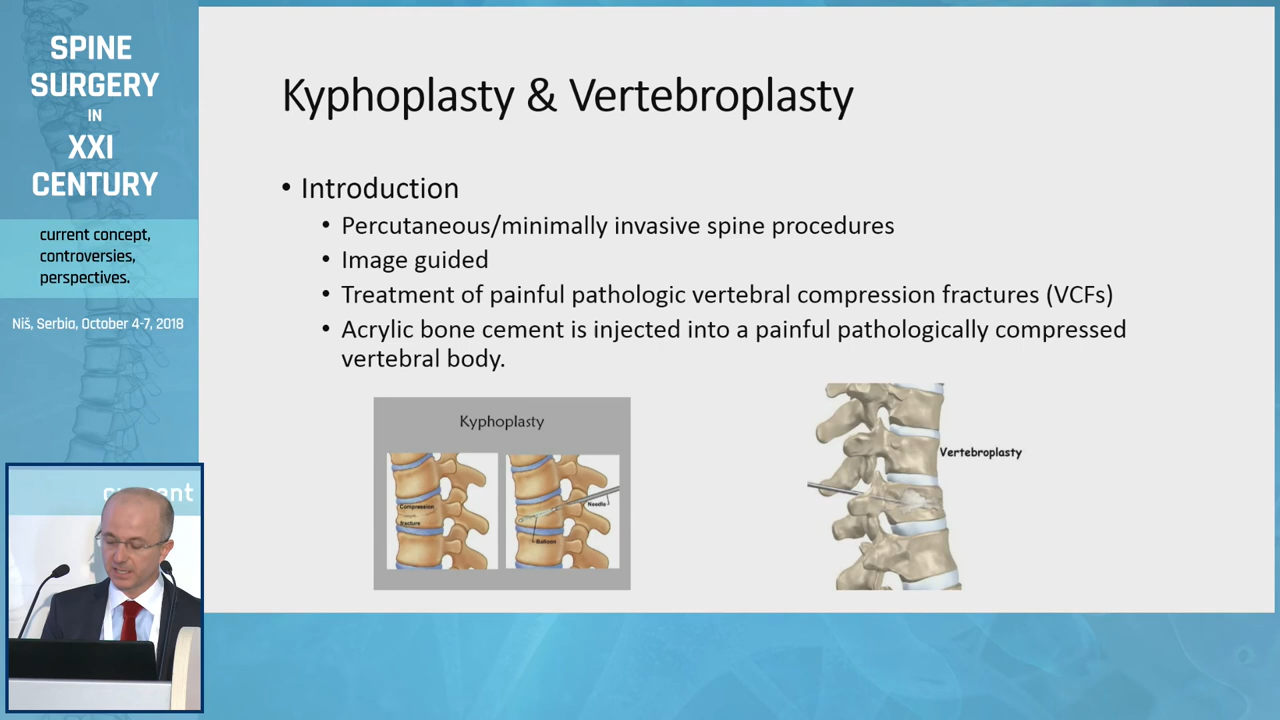 SPINE
SURGERY
IN
XXI
CENTURY
current concept,
controversies,
perspectives.
Niš, Serbia, October 4-7, 2018
current
Kyphoplasty & Vertebroplasty
• Introduction
• Percutaneous/minimally invasive spine procedures
• Image guided
• Treatment of painful pathologic vertebral compression fractures (VCFs)
• Acrylic bone cement is injected into a painful pathologically compressed
vertebral body.
Kyphoplasty
Compression
fracture
Needle
Balloon
Vertebroplasty